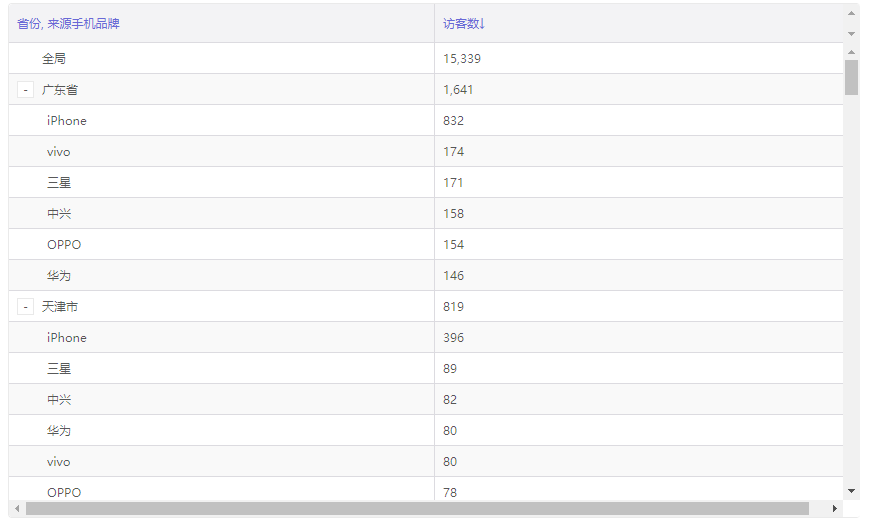 省份, 来源手机品牌 访客数↓
全局 15,339
- 广东省 1,641
iPhone 832
vivo 174
三星 171
中兴 158
OPPO 154
华为 146
- 天津市 819
iPhone 396
三星 89
中兴 82
华为 80
vivo 80
OPPO 78